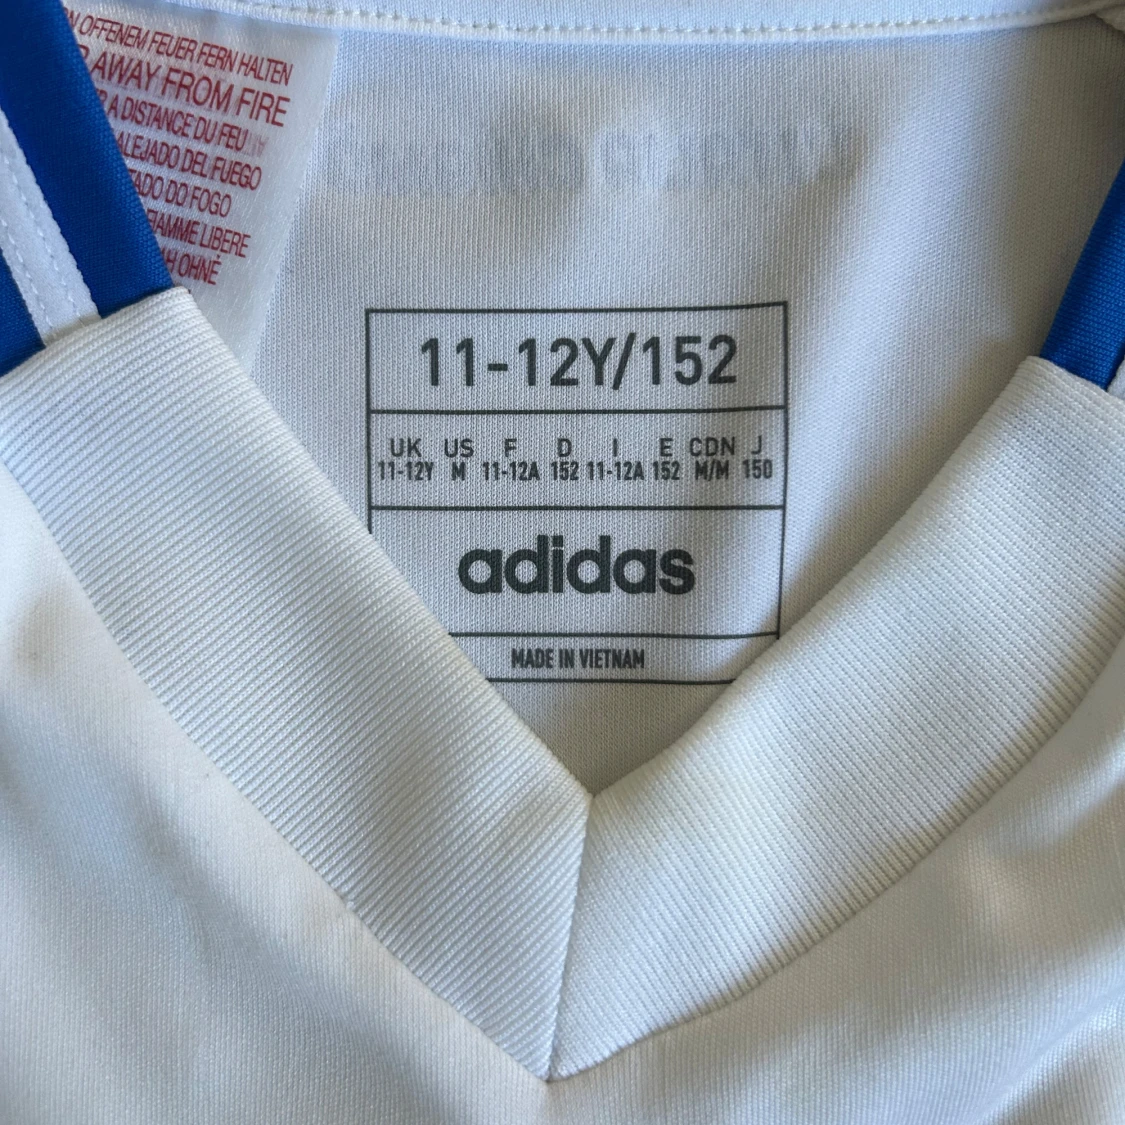 OFFENEM FEUER FERN HALTEN
AWAY FROM FIRE
A DISTANCE DU FEU
ALEJADO DEL FUEGO
DO FOGO
FIAMME LIBERE
OHNĖ
11-12Y/152
UK US F D I E CDN J
11-12Y M 11-12A 152 11-12A 152 M/M 150
adidas
MADE IN VIETNAM